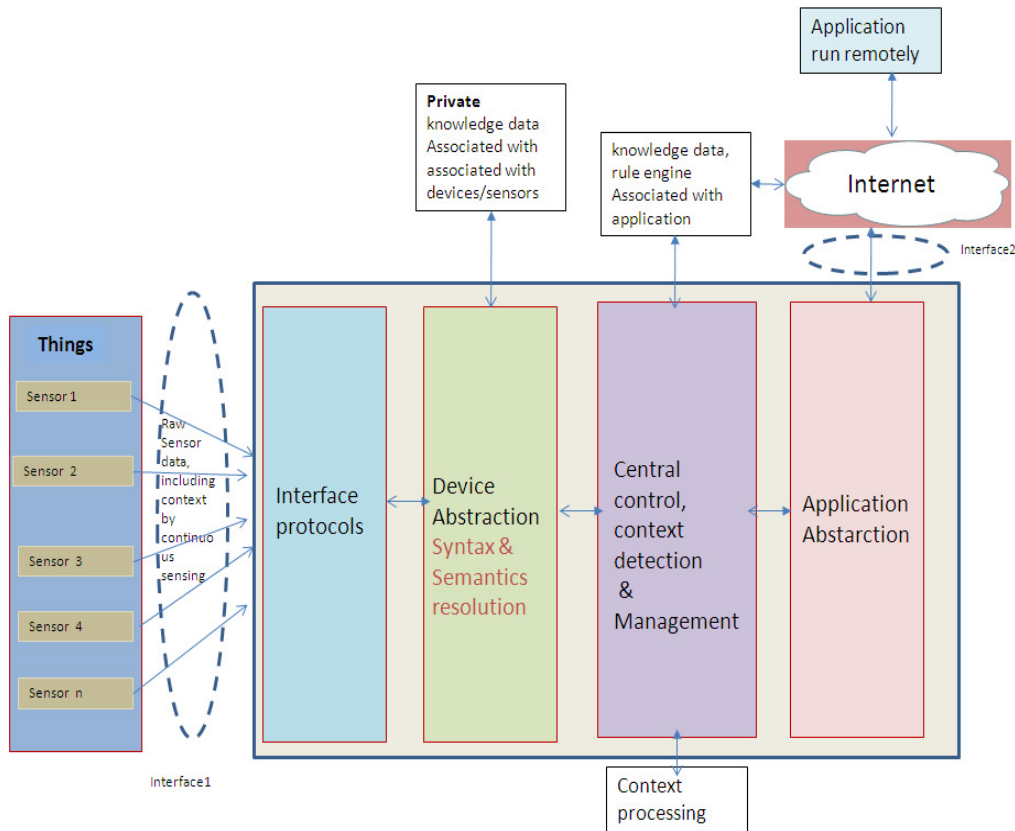 Application
run remotely
Private
knowledge data
Associated with
associated with
devices/sensors
knowledge data,
rule engine
Associated with
application
Internet
Interface2
Things
Sensor 1
Sensor 2
Sensor 3
Sensor 4
Sensor n
Raw
Sensor
data,
including
context
by
continuo
us
sensing
Interface1
Interface
protocols
Device
Abstraction
Syntax &
Semantics
resolution
Central
control,
context
detection
&
Management
Application
Abstarction
Context
processing